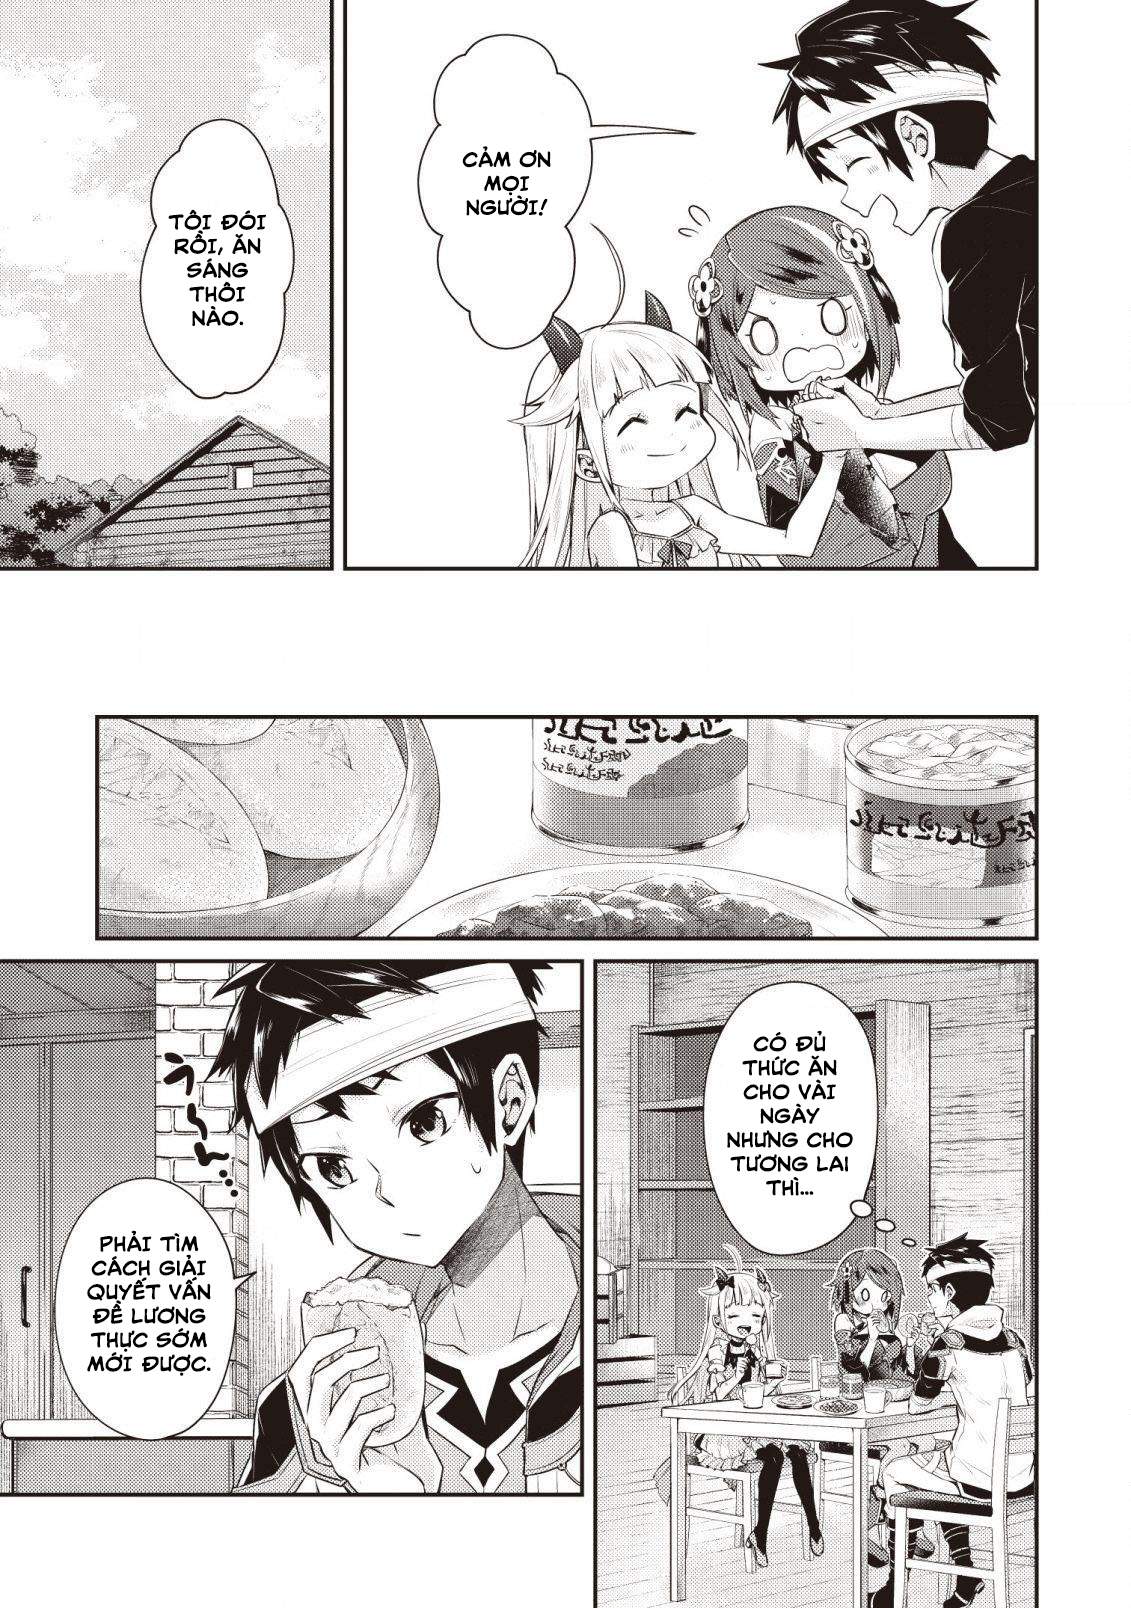 CẢM ƠN
MỌI
NGƯỜI!
TÔI ĐÓI
RỒI, ĂN
SÁNG
THÔI
NÀO.
CÓ ĐỦ
THỨC ĂN
CHO VÀI
NGÀY
NHƯNG CHO
TƯƠNG LAI
THÌ...
う〜ん
PHẢI TÌM
CÁCH GIẢI
QUYẾT VẤN
ĐỀ LƯƠNG
THỰC SỚM
MỚI ĐƯỢC.